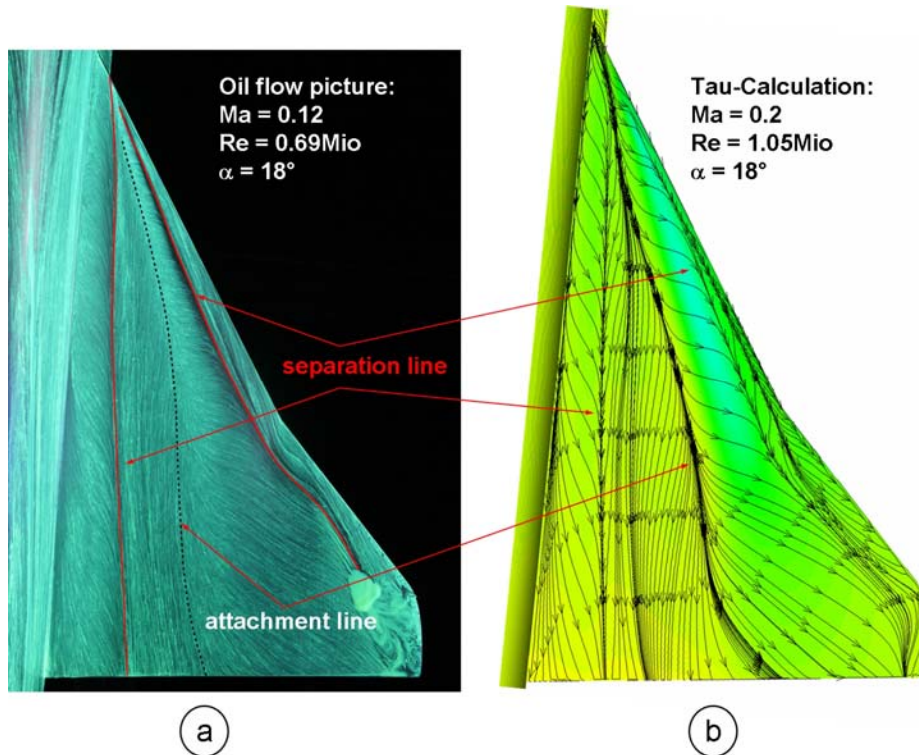 Oil flow picture:
Ma = 0.12
Re = 0.69Mio
α = 18°
Tau-Calculation:
Ma = 0.2
Re = 1.05Mio
α = 18°
separation line
attachment line
a
b